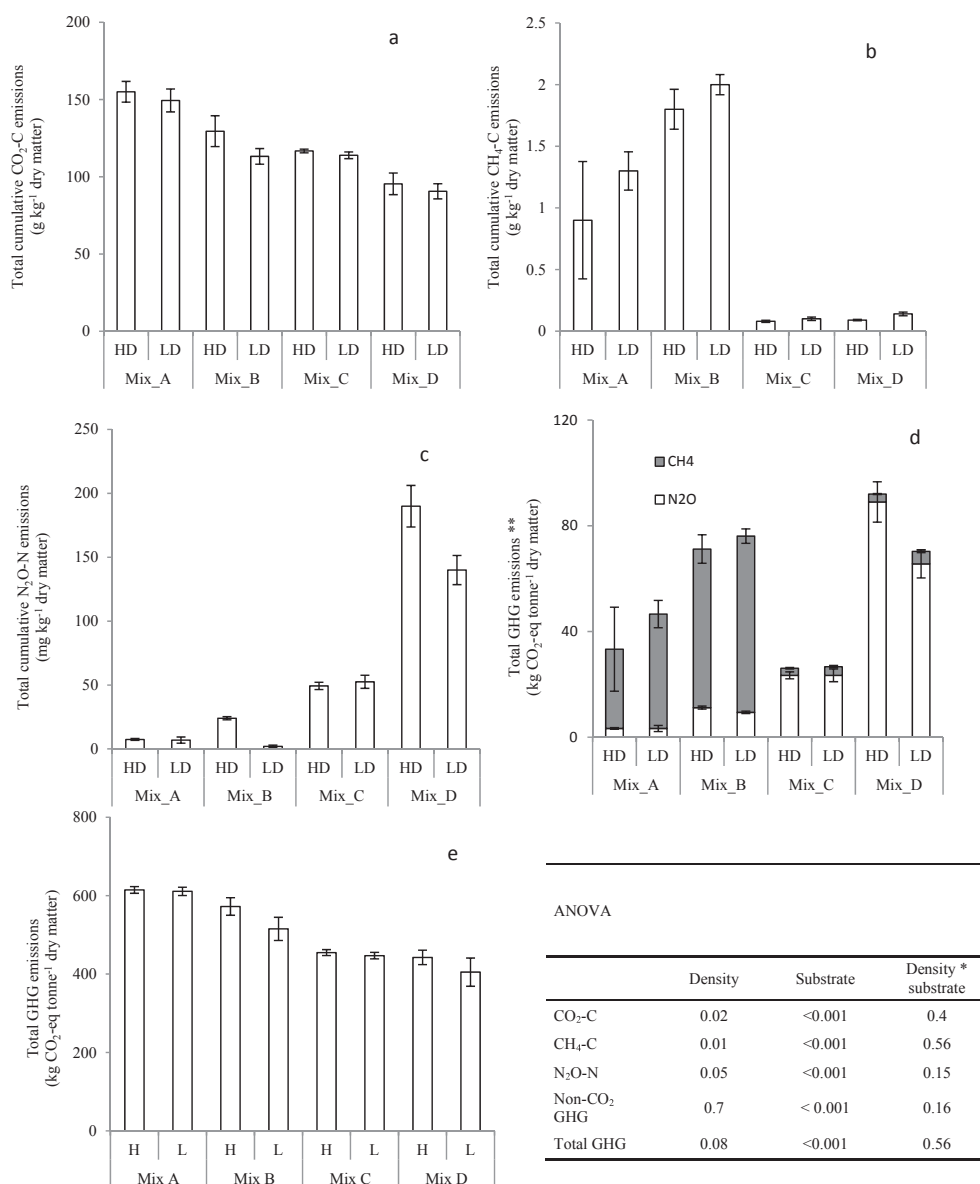 a
Total cumulative CO₂-C emissions
(g kg⁻¹ dry matter)
200
150
100
50
0
HD LD HD LD HD LD HD LD
Mix_A Mix_B Mix_C Mix_D
b
Total cumulative CH₄-C emissions
(g kg⁻¹ dry matter)
2.5
2
1.5
1
0.5
0
HD LD HD LD HD LD HD LD
Mix_A Mix_B Mix_C Mix_D
c
Total cumulative N₂O-N emissions
(mg kg⁻¹ dry matter)
250
200
150
100
50
0
HD LD HD LD HD LD HD LD
Mix_A Mix_B Mix_C Mix_D
d
CH4
N2O
Total GHG emissions **
(kg CO₂-eq tonne⁻¹ dry matter)
120
80
40
0
HD LD HD LD HD LD HD LD
Mix_A Mix_B Mix_C Mix_D
e
Total GHG emissions
(kg CO₂-eq tonne⁻¹ dry matter)
800
600
400
200
0
H L H L H L H L
Mix A Mix B Mix C Mix D
ANOVA
Density Substrate Density *
substrate
CO₂-C 0.02 <0.001 0.4
CH₄-C 0.01 <0.001 0.56
N₂O-N 0.05 <0.001 0.15
Non-CO₂
GHG 0.7 < 0.001 0.16
Total GHG 0.08 <0.001 0.56